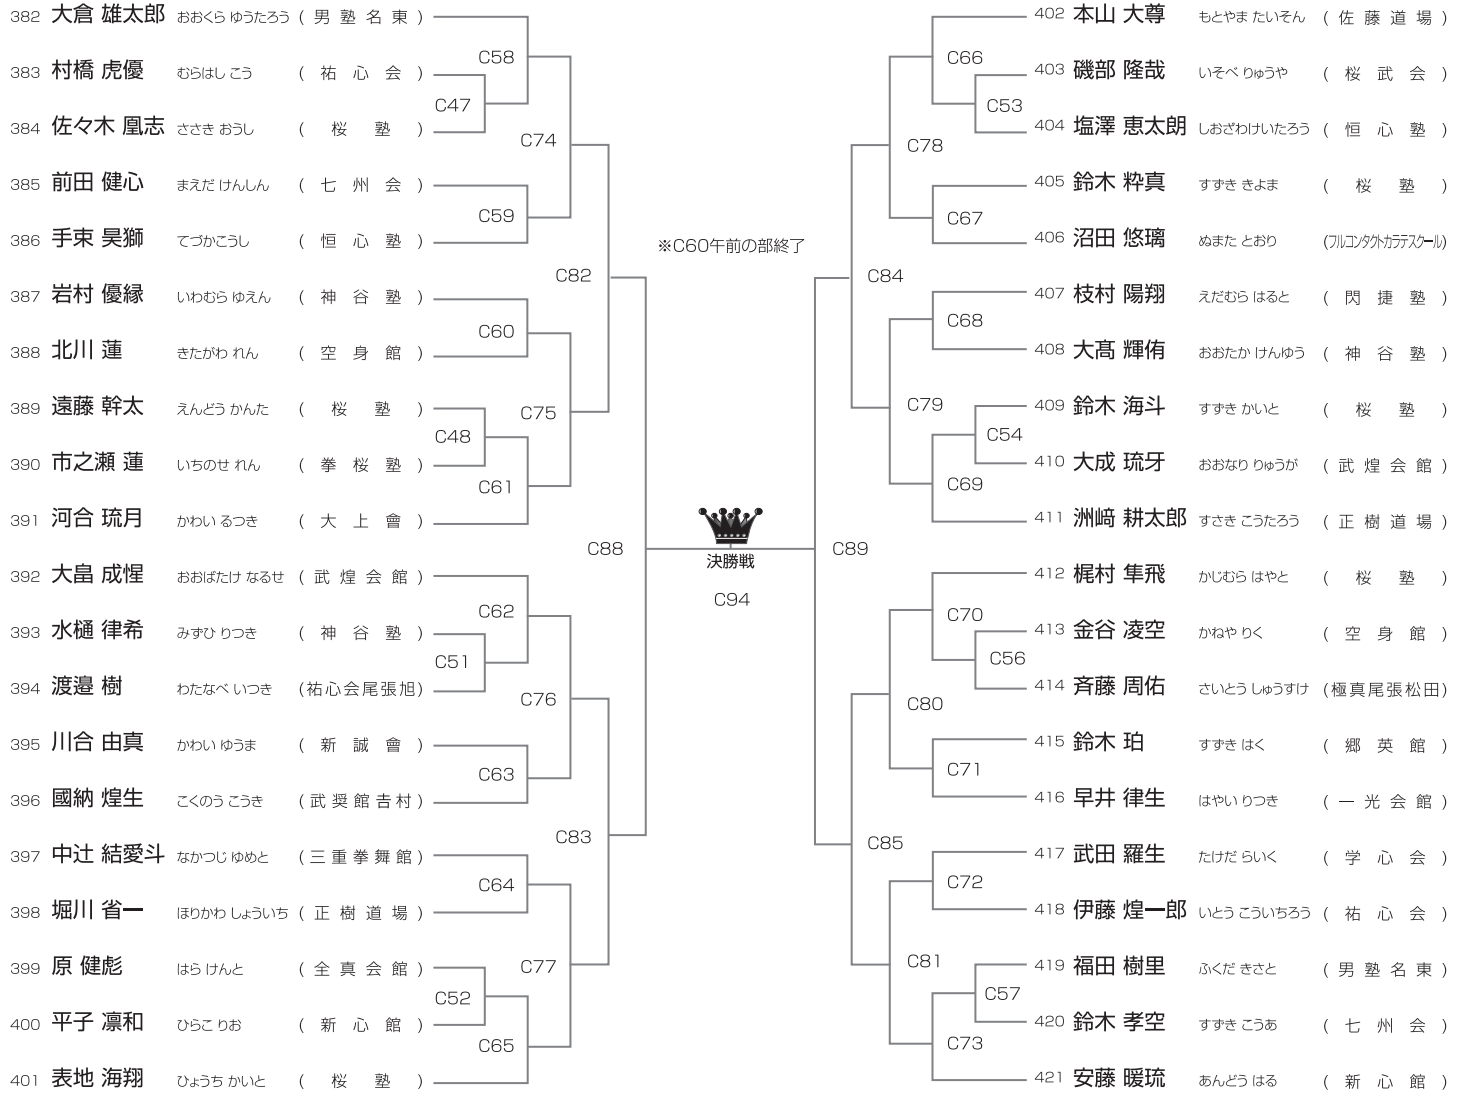 382 大倉 雄太郎 おおくら ゆうたろう (男塾名東)
383 村橋 虎優 むらはし こう (祐心会)
384 佐々木 凰志 ささき おうし (桜塾)
385 前田 健心 まえだ けんしん (七州会)
386 手束 昊獅 てづかこうし (恒心塾)
387 岩村 優縁 いわむら ゆえん (神谷塾)
388 北川 蓮 きたがわ れん (空身館)
389 遠藤 幹太 えんどう かんた (桜塾)
390 市之瀬 蓮 いちのせ れん (拳桜塾)
391 河合 琉月 かわい るつき (大上會)
392 大畠 成惺 おおばたけ なるせ (武煌会館)
393 水樋 律希 みずひ りつき (神谷塾)
394 渡邉 樹 わたなべ いつき (祐心会尾張旭)
395 川合 由真 かわい ゆうま (新誠會)
396 國納 煌生 こくのう こうき (武奨館吉村)
397 中辻 結愛斗 なかつじ ゆめと (三重拳舞館)
398 堀川 省一 ほりかわ しょういち (正樹道場)
399 原 健彪 はら けんと (全真会館)
400 平子 凛和 ひらこ りお (新心館)
401 表地 海翔 ひょうち かいと (桜塾)
C58
C47
C74
C59
C82
C60
C75
C48
C61
C88
C62
C51
C76
C63
C83
C64
C77
C52
C65
※C60午前の部終了
決勝戦
C94
C66
C53
C78
C67
C84
C68
C79
C54
C69
C89
C70
C56
C80
C71
C85
C72
C81
C57
C73
402 本山 大尊 もとやま たいそん (佐藤道場)
403 磯部 隆哉 いそべ りゅうや (桜武会)
404 塩澤 恵太朗 しおざわけいたろう (恒心塾)
405 鈴木 粋真 すずき きよま (桜塾)
406 沼田 悠璃 ぬまた とおり (フルコンタクトカラテスクール)
407 枝村 陽翔 えだむら はると (閃捷塾)
408 大髙 輝侑 おおたか けんゆう (神谷塾)
409 鈴木 海斗 すずき かいと (桜塾)
410 大成 琉牙 おおなり りゅうが (武煌会館)
411 洲﨑 耕太郎 すさき こうたろう (正樹道場)
412 梶村 隼飛 かじむら はやと (桜塾)
413 金谷 凌空 かねや りく (空身館)
414 斉藤 周佑 さいとう しゅうすけ (極真尾張松田)
415 鈴木 珀 すずき はく (郷英館)
416 早井 律生 はやい りつき (一光会館)
417 武田 羅生 たけだ らいく (学心会)
418 伊藤 煌一郎 いとう こういちろう (祐心会)
419 福田 樹里 ふくだ きさと (男塾名東)
420 鈴木 孝空 すずき こうあ (七州会)
421 安藤 暖琉 あんどう はる (新心館)